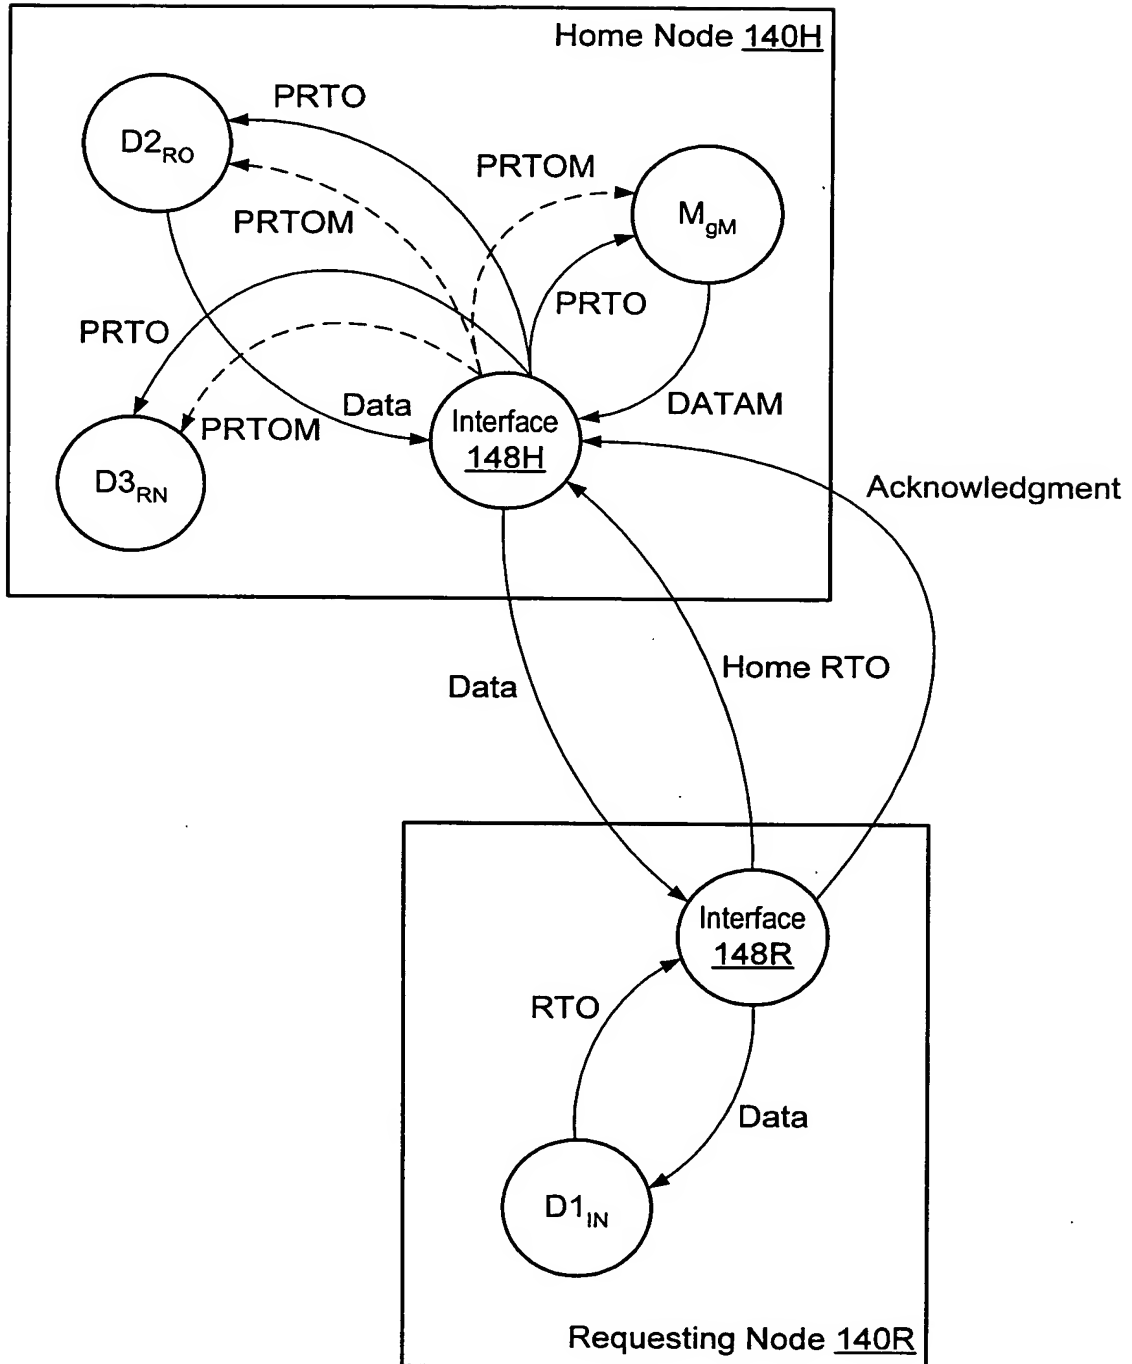 Home Node 140H
PRTO
D2RO
PRTOM
MgM
PRTOM
PRTO
PRTO
Data
DATAM
Interface
148H
PRTOM
D3RN
Acknowledgment
Home RTO
Data
Interface
148R
RTO
Data
D1IN
Requesting Node 140R